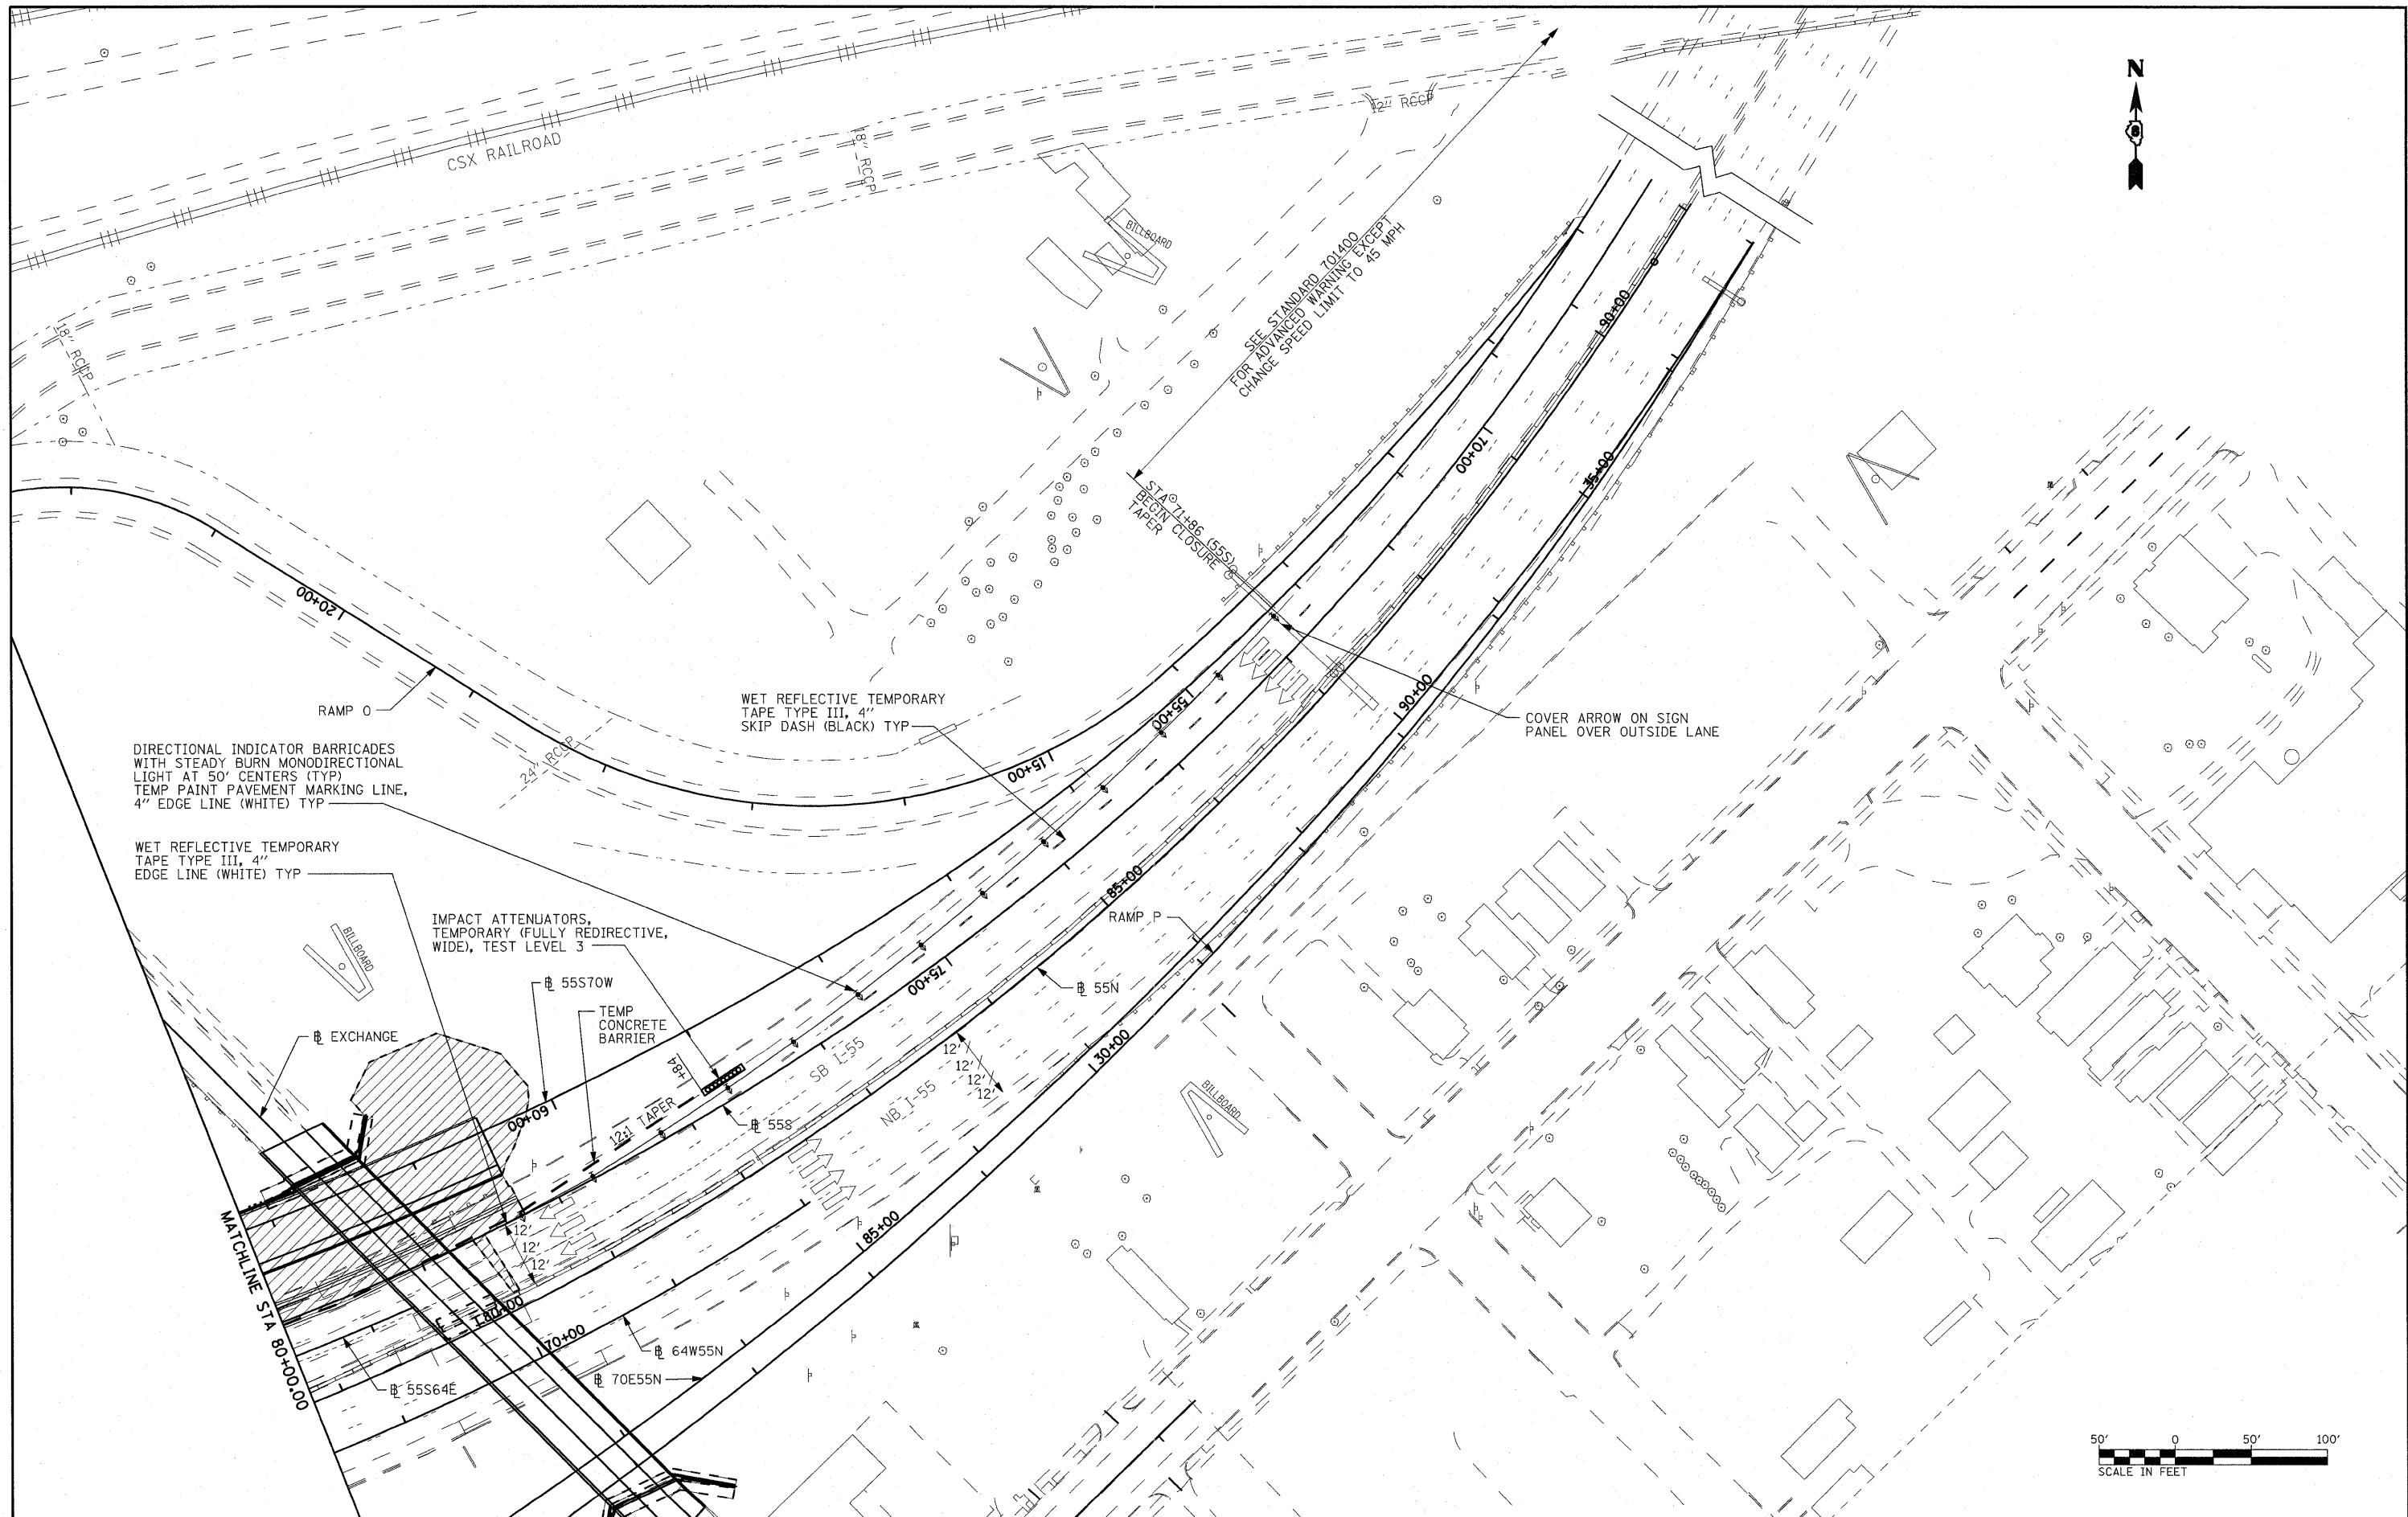 N
CSX RAILROAD
18" RCCP
12" RCCP
18" RCCP
BILLBOARD
SEE STANDARD 701400
FOR ADVANCED WARNING EXCEPT
CHANGE SPEED LIMIT TO 45 MPH
90+00
70+00
35+00
STA 71+86 (55S)
BEGIN CLOSURE
TAPER
20+00
RAMP O
WET REFLECTIVE TEMPORARY
TAPE TYPE III, 4"
SKIP DASH (BLACK) TYP
55+00
90+00
COVER ARROW ON SIGN
PANEL OVER OUTSIDE LANE
DIRECTIONAL INDICATOR BARRICADES
WITH STEADY BURN MONODIRECTIONAL
LIGHT AT 50' CENTERS (TYP)
TEMP PAINT PAVEMENT MARKING LINE,
4" EDGE LINE (WHITE) TYP
24" RCCP
15+00
WET REFLECTIVE TEMPORARY
TAPE TYPE III, 4"
EDGE LINE (WHITE) TYP
85+00
IMPACT ATTENUATORS,
TEMPORARY (FULLY REDIRECTIVE,
WIDE), TEST LEVEL 3
RAMP P
BILLBOARD
75+00
℄ 55S70W
℄ 55N
TEMP
CONCRETE
BARRIER
℄ EXCHANGE
30+00
12'
12'
12'
12'
SB I-55
+84
NB I-55
BILLBOARD
60+00
12:1 TAPER
℄ 55S
12'
12'
12'
85+00
MATCHLINE STA 80+00.00
80+00
70+00
℄ 64W55N
℄ 70E55N
℄ 55S64E
50'
0
50'
100'
SCALE IN FEET